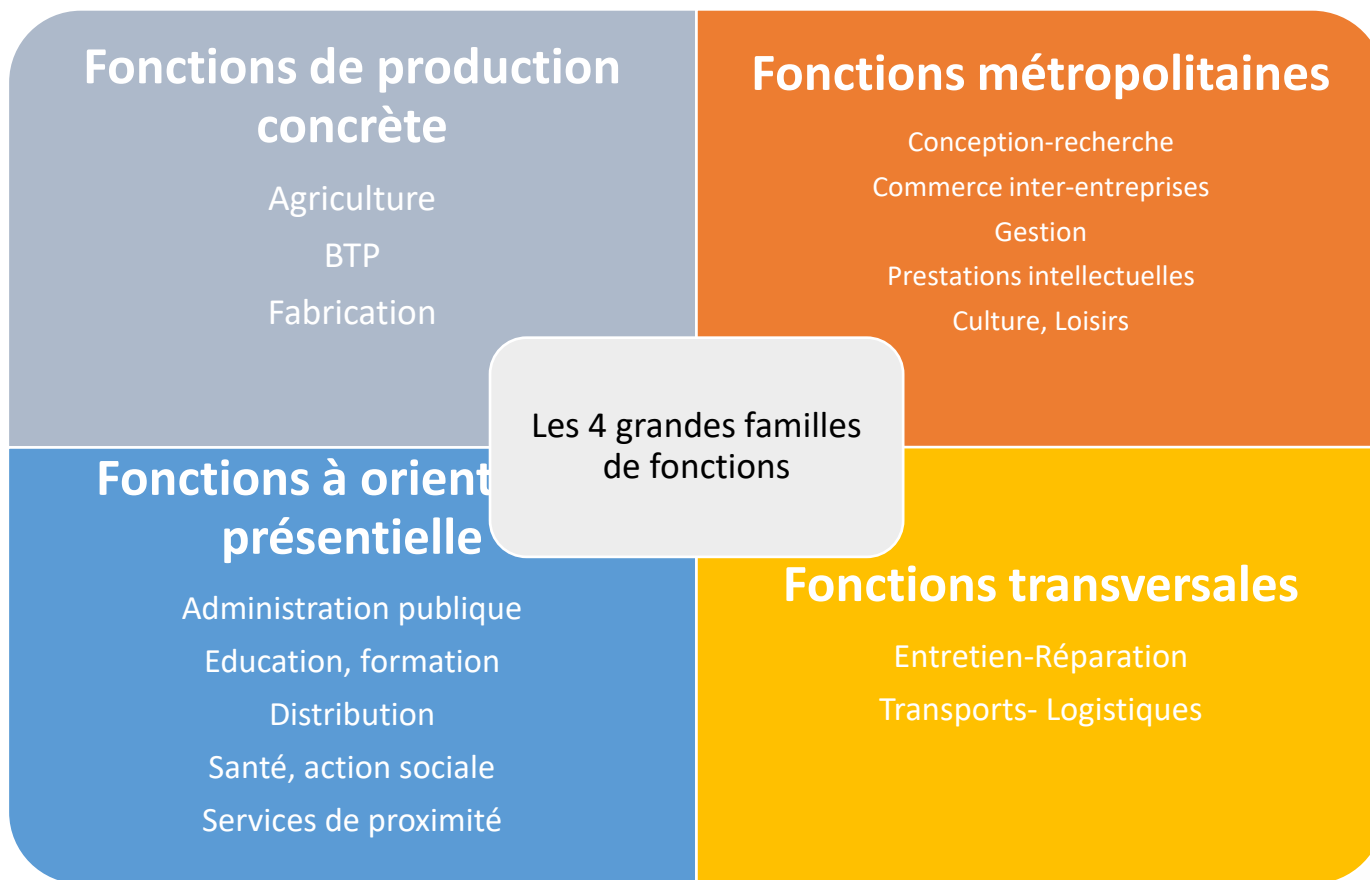 Fonctions de production
concrète
Agriculture
BTP
Fabrication
Fonctions métropolitaines
Conception-recherche
Commerce inter-entreprises
Gestion
Prestations intellectuelles
Culture, Loisirs
Les 4 grandes familles
de fonctions
Fonctions à orient
présentielle
Administration publique
Education, formation
Distribution
Santé, action sociale
Services de proximité
Fonctions transversales
Entretien-Réparation
Transports- Logistiques